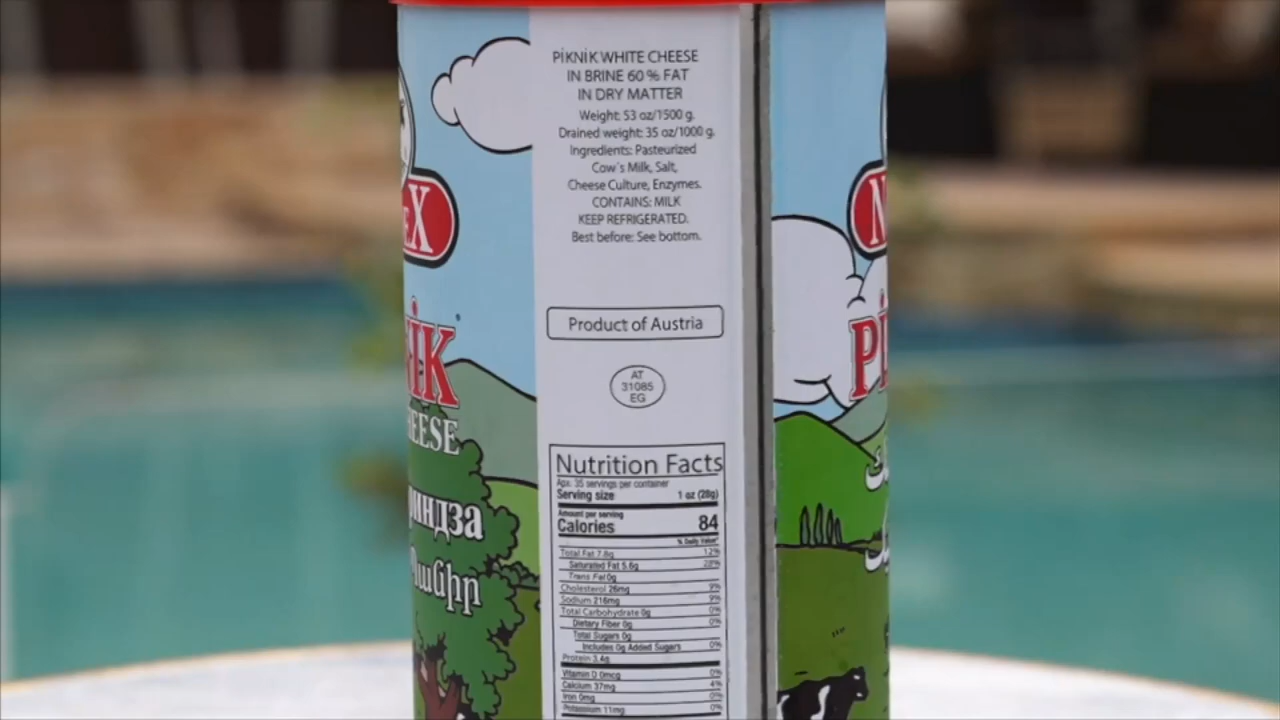 PİKNİK WHITE CHEESE
IN BRINE 60 % FAT
IN DRY MATTER
Weight: 53 oz/1500 g.
Drained weight: 35 oz/1000 g.
Ingredients: Pasteurized
Cow´s Milk, Salt,
Cheese Culture, Enzymes.
CONTAINS: MILK
KEEP REFRIGERATED.
Best before: See bottom.
Product of Austria
AT
31085
EG
Nutrition Facts
Apx. 35 servings per container
Serving size 1 oz (28g)
Amount per serving
Calories 84
% Daily Value*
Total Fat 7.8g 12%
Saturated Fat 5.6g 28%
Trans Fat 0g
Cholesterol 26mg 9%
Sodium 216mg 9%
Total Carbohydrate 0g 0%
Dietary Fiber 0g 0%
Total Sugars 0g
Includes 0g Added Sugars 0%
Protein 3.4g
Vitamin D 0mcg 0%
Calcium 37mg 4%
Iron 0mg 0%
Potassium 11mg 0%